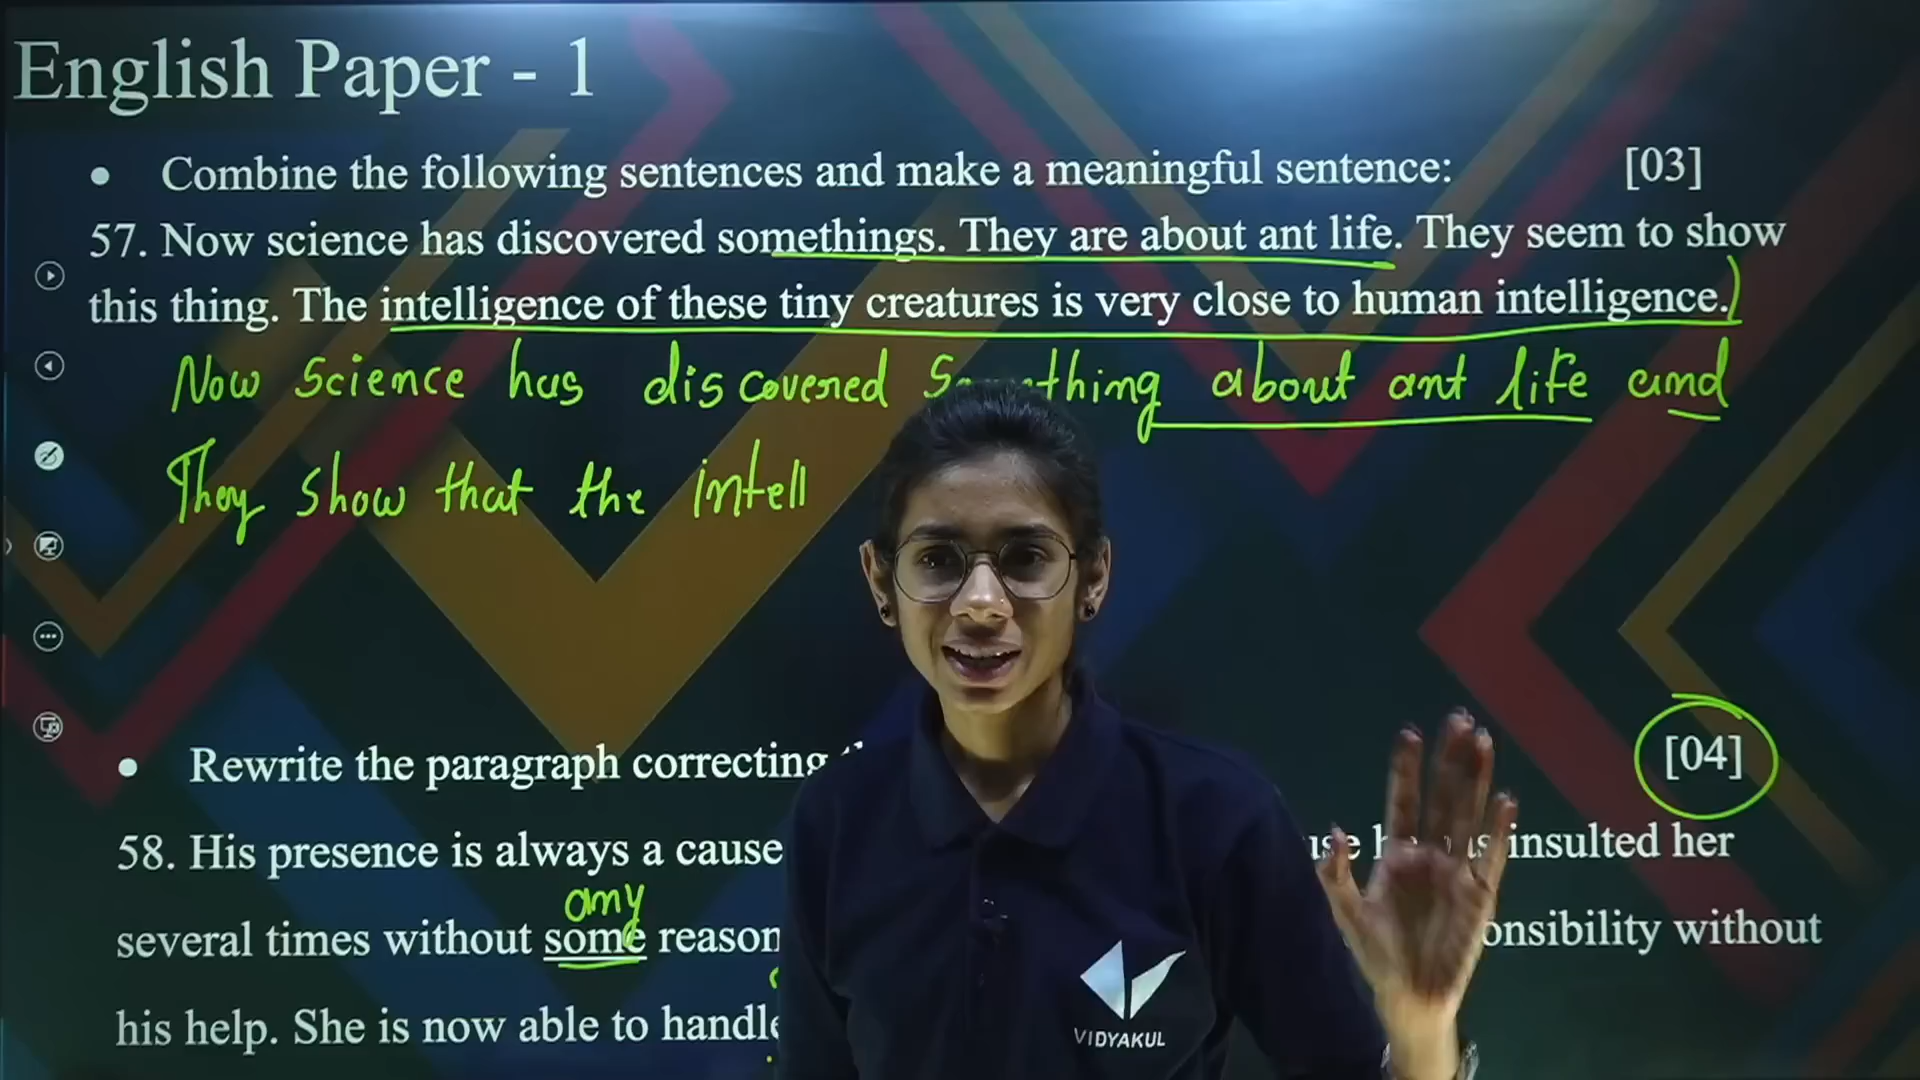 English Paper - 1
• Combine the following sentences and make a meaningful sentence: [03]
57. Now science has discovered somethings. They are about ant life. They seem to show
this thing. The intelligence of these tiny creatures is very close to human intelligence.
Now Science has discovered Something about ant life and
They show that the intell
• Rewrite the paragraph correcting [04]
58. His presence is always a cause insulted her
any
several times without some reason without
his help. She is now able to handle
VIDYAKUL